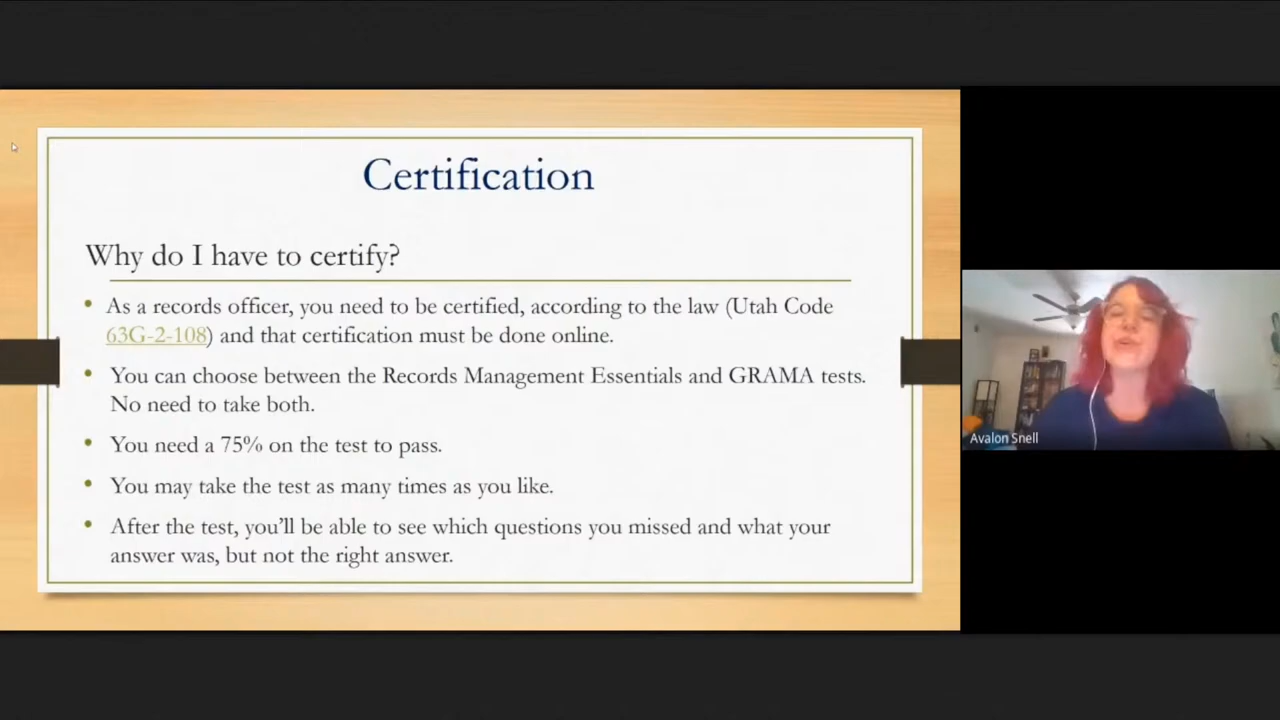 Certification
Why do I have to certify?
• As a records officer, you need to be certified, according to the law (Utah Code
63G-2-108) and that certification must be done online.
• You can choose between the Records Management Essentials and GRAMA tests.
No need to take both.
• You need a 75% on the test to pass.
• You may take the test as many times as you like.
• After the test, you'll be able to see which questions you missed and what your
answer was, but not the right answer.
Avalon Snell